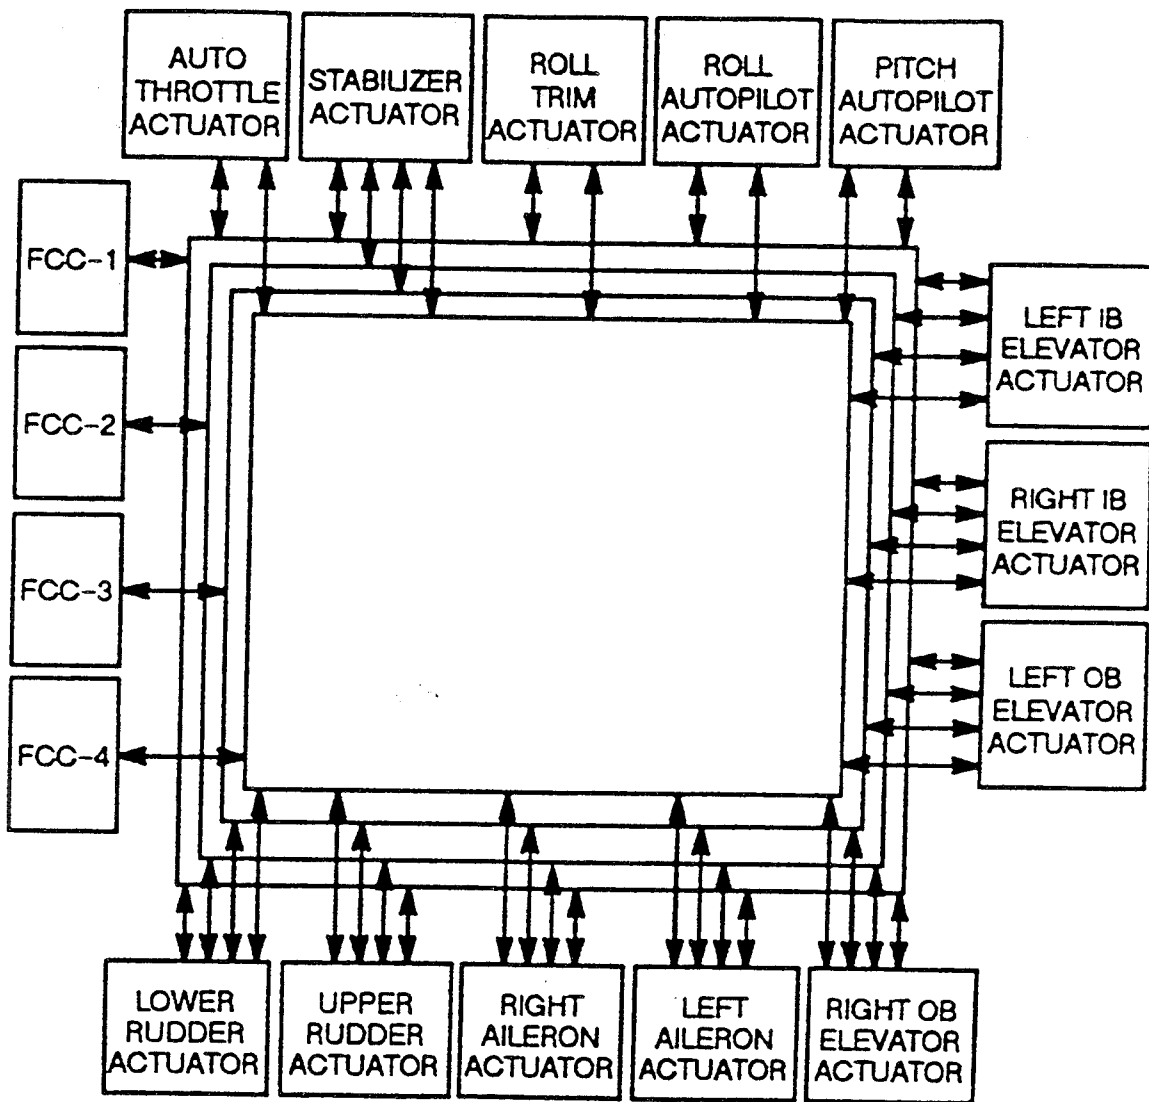 AUTO
THROTTLE
ACTUATOR
STABILIZER
ACTUATOR
ROLL
TRIM
ACTUATOR
ROLL
AUTOPILOT
ACTUATOR
PITCH
AUTOPILOT
ACTUATOR
FCC-1
FCC-2
FCC-3
FCC-4
LEFT IB
ELEVATOR
ACTUATOR
RIGHT IB
ELEVATOR
ACTUATOR
LEFT OB
ELEVATOR
ACTUATOR
LOWER
RUDDER
ACTUATOR
UPPER
RUDDER
ACTUATOR
RIGHT
AILERON
ACTUATOR
LEFT
AILERON
ACTUATOR
RIGHT OB
ELEVATOR
ACTUATOR